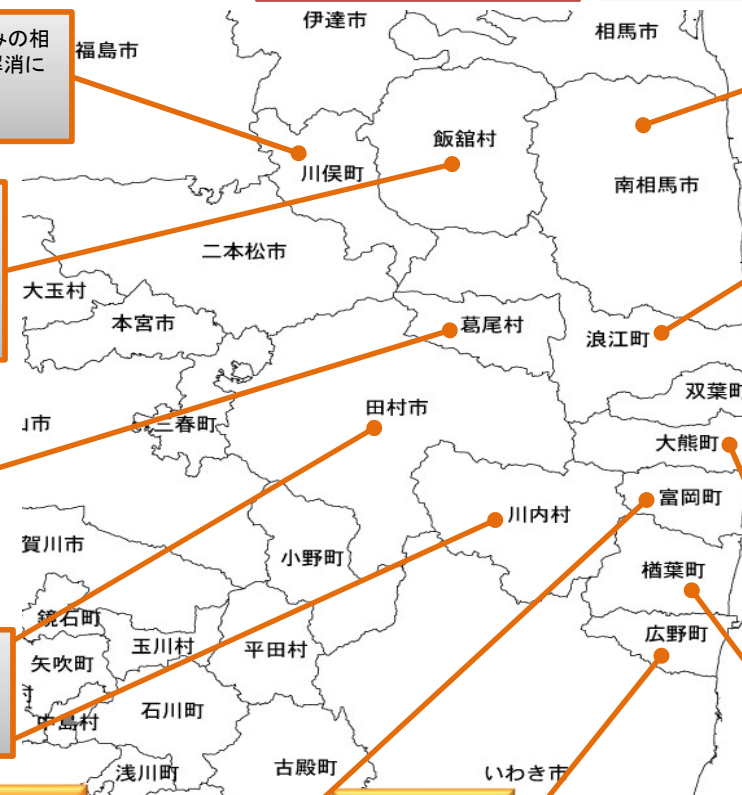 伊達市
相馬市
みの相
解消に
福島市
飯舘村
川俣町
南相馬市
二本松市
大玉村
本宮市
葛尾村
浪江町
双葉町
田村市
三春町
山市
大熊町
富岡町
川内村
賀川市
小野町
楢葉町
鏡石町
広野町
玉川村
平田村
矢吹町
村
中島村
石川町
浅川町
古殿町
いわき市